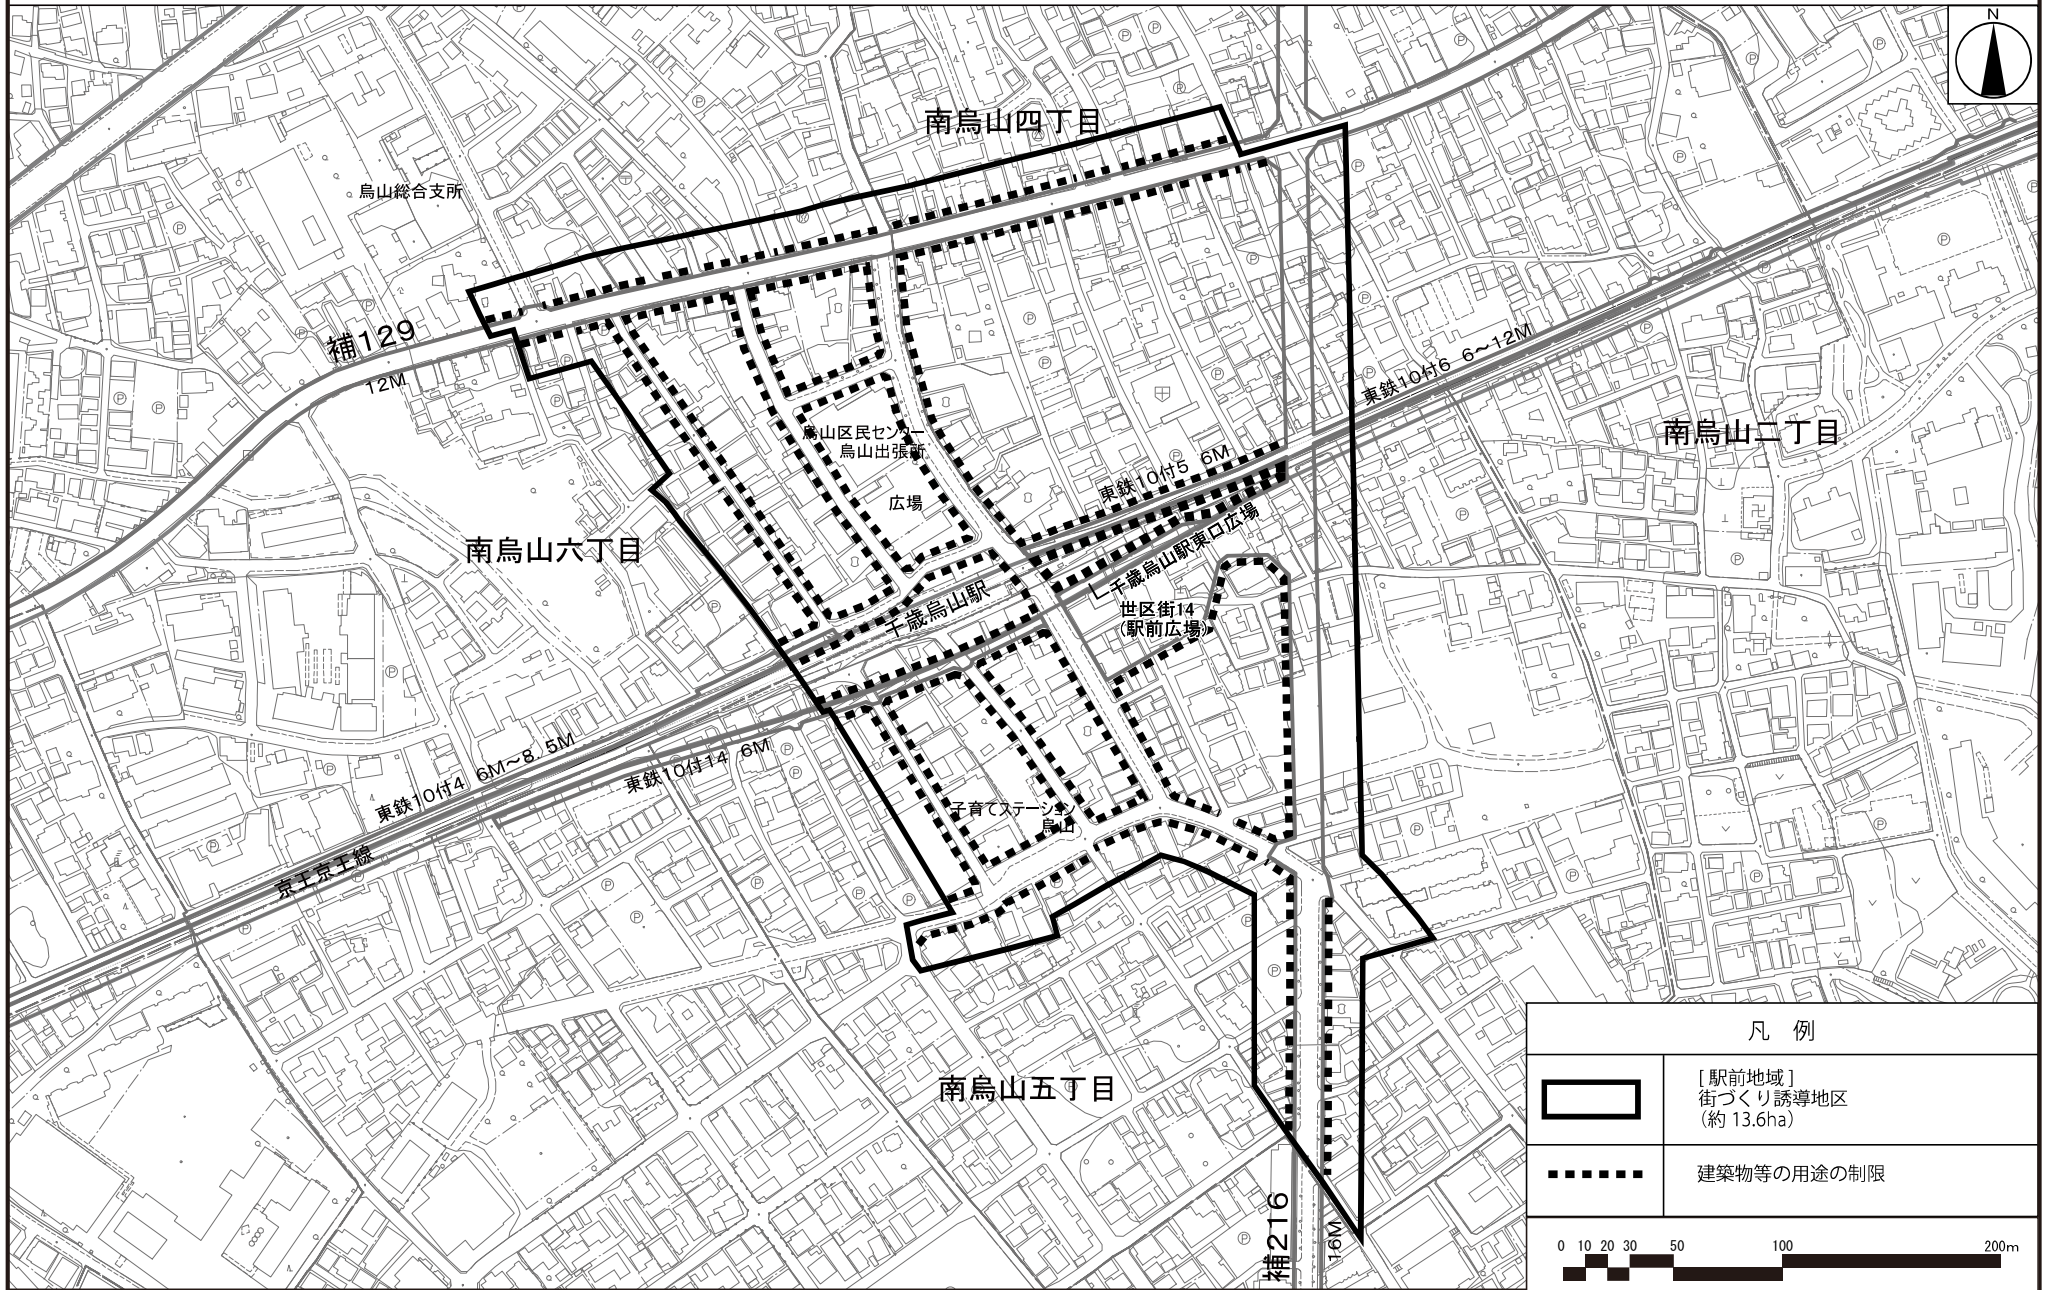 N
南烏山四丁目
烏山総合支所
補129
12M
東鉄10付6 6～12M
南烏山二丁目
烏山区民センター
烏山出張所
東鉄10付5 6M
広場
千歳烏山駅東口広場
南烏山六丁目
千歳烏山駅
世区街14
(駅前広場)
東鉄10付4 6M～8.5M
東鉄10付14 6M
子育てステーション
烏山
京王京王線
南烏山五丁目
補216
16M
凡 例
[駅前地域]
街づくり誘導地区
（約 13.6ha）
建築物等の用途の制限
0 10 20 30 50 100 200m